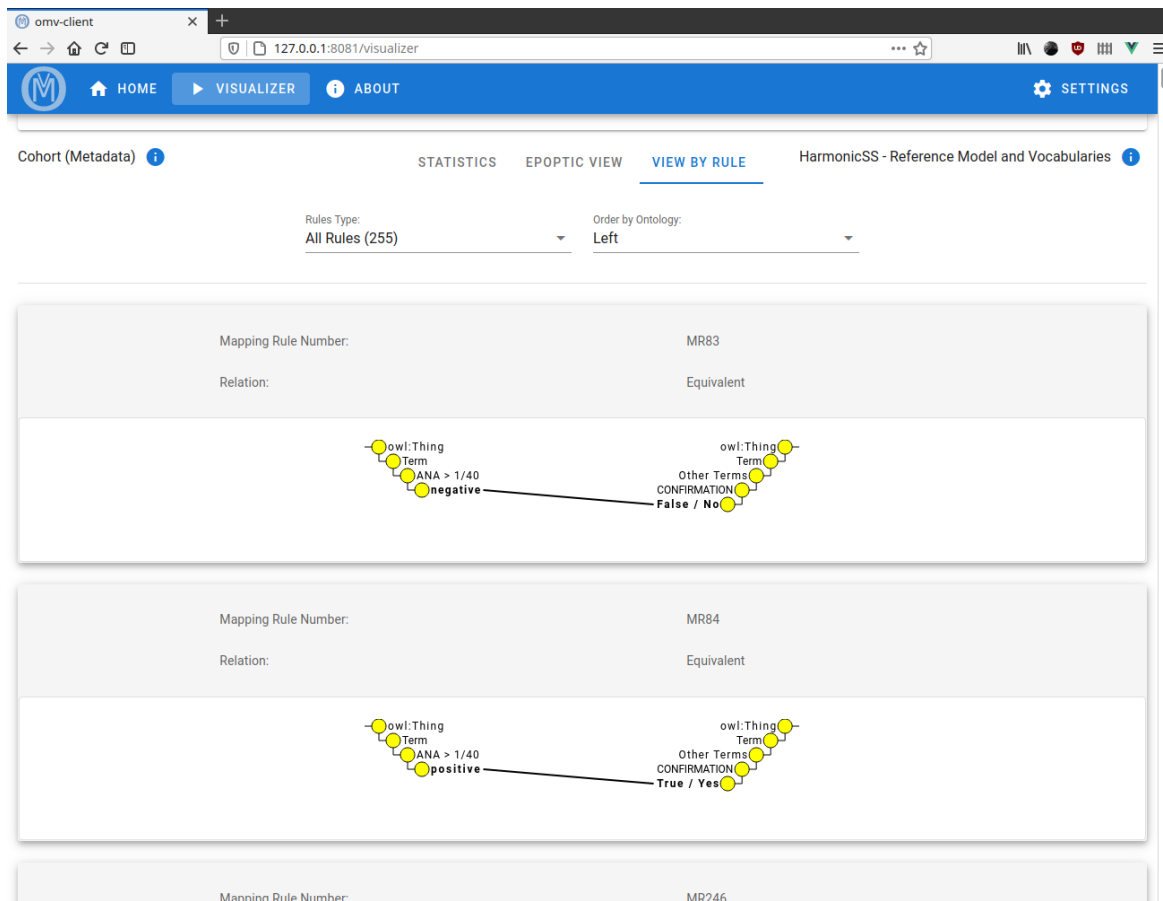 omv-client
127.0.0.1:8081/visualizer
HOME VISUALIZER ABOUT SETTINGS
Cohort (Metadata) STATISTICS EPOPTIC VIEW VIEW BY RULE HarmonicSS - Reference Model and Vocabularies
Rules Type: Order by Ontology:
All Rules (255) Left
Mapping Rule Number: MR83
Relation: Equivalent
owl:Thing owl:Thing
Term Term
ANA > 1/40 Other Terms
negative CONFIRMATION
False / No
Mapping Rule Number: MR84
Relation: Equivalent
owl:Thing owl:Thing
Term Term
ANA > 1/40 Other Terms
positive CONFIRMATION
True / Yes
Mapping Rule Number: MR246